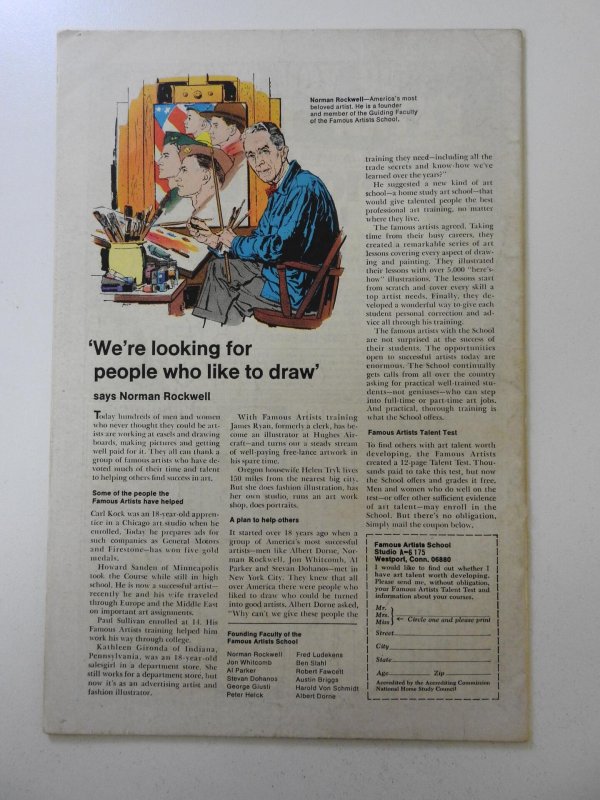 Norman Rockwell—America's most
beloved artist. He is a founder
and member of the Guiding Faculty
of the Famous Artists School.
'We're looking for
people who like to draw'
says Norman Rockwell
Today hundreds of men and women
who never thought they could be art-
ists are working at easels and drawing
boards, making pictures and getting
well paid for it. They all can thank a
group of famous artists who have de-
voted much of their time and talent
to helping others find success in art.
Some of the people the
Famous Artists have helped
Carl Kock was an 18-year-old appren-
tice in a Chicago art studio when he
enrolled. Today he prepares ads for
such companies as General Motors
and Firestone—has won five gold
medals.
Howard Sanden of Minneapolis
took the Course while still in high
school. He is now a successful artist—
recently he and his wife traveled
through Europe and the Middle East
on important art assignments.
Paul Sullivan enrolled at 14. His
Famous Artists training helped him
work his way through college.
Kathleen Gironda of Indiana,
Pennsylvania, was an 18-year-old
salesgirl in a department store. She
still works for a department store, but
now it's as an advertising artist and
fashion illustrator.
With Famous Artists training
James Ryan, formerly a clerk, has be-
come an illustrator at Hughes Air-
craft—and turns out a steady stream
of well-paying free-lance artwork in
his spare time.
Oregon housewife Helen Tryk lives
150 miles from the nearest big city.
But she does fashion illustration, has
her own studio, runs an art work
shop, does portraits.
A plan to help others
It started over 18 years ago when a
group of America's most successful
artists—men like Albert Dorne, Nor-
man Rockwell, Jon Whitcomb, Al
Parker and Stevan Dohanos—met in
New York City. They knew that all
over America there were people who
liked to draw who could be turned
into good artists. Albert Dorne asked,
"Why can't we give these people the
Founding Faculty of the
Famous Artists School
Norman Rockwell
Jon Whitcomb
Al Parker
Stevan Dohanos
George Giusti
Peter Helck
Fred Ludekens
Ben Stahl
Robert Fawcett
Austin Briggs
Harold Von Schmidt
Albert Dorne
training they need—including all the
trade secrets and know-how we've
learned over the years?"
He suggested a new kind of art
school—a home study art school—that
would give talented people the best
professional art training, no matter
where they live.
The famous artists agreed. Taking
time from their busy careers, they
created a remarkable series of art
lessons covering every aspect of draw-
ing and painting. They illustrated
their lessons with over 5,000 "here's-
how" illustrations. The lessons start
from scratch and cover every skill a
top artist needs. Finally, they de-
veloped a wonderful way to give each
student personal correction and ad-
vice all through his training.
The famous artists with the School
are not surprised at the success of
their students. The opportunities
open to successful artists today are
enormous. The School continually
gets calls from all over the country
asking for practical well-trained stu-
dents—not geniuses—who can step
into full-time or part-time art jobs.
And practical, thorough training is
what the School offers.
Famous Artists Talent Test
To find others with art talent worth
developing, the Famous Artists
created a 12-page Talent Test. Thou-
sands paid to take this test, but now
the School offers and grades it free.
Men and women who do well on the
test—or offer other sufficient evidence
of art talent—may enroll in the
School. But there's no obligation.
Simply mail the coupon below.
Famous Artists School
Studio A-6175
Westport, Conn. 06880
I would like to find out whether I
have art talent worth developing.
Please send me, without obligation,
your Famous Artists Talent Test and
information about your courses.
Mr.
Mrs.
Miss
Circle one and please print
Street
City
State
Age Zip
Accredited by the Accrediting Commission
National Home Study Council